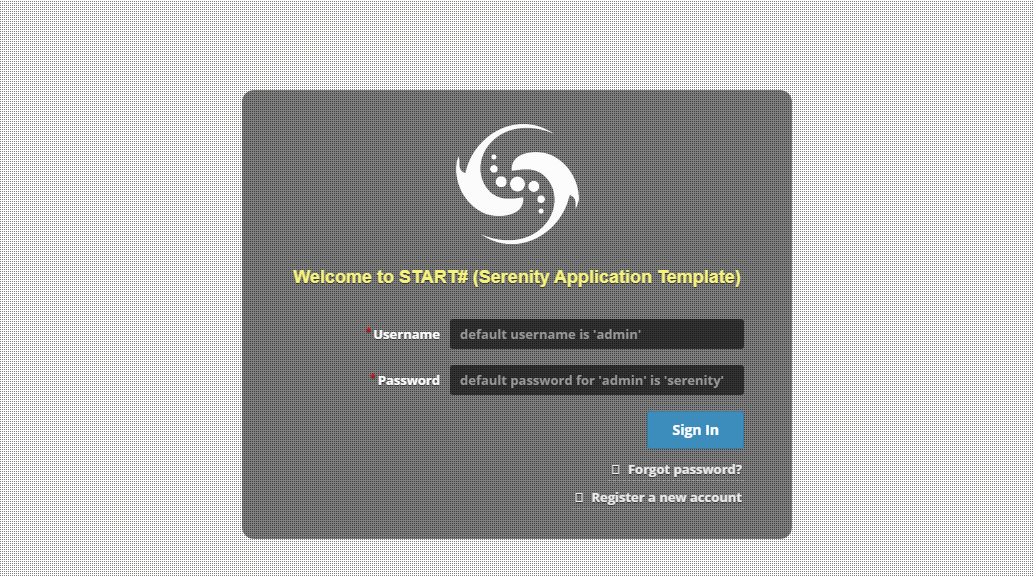 Welcome to START# (Serenity Application Template)
*Username default username is 'admin'
*Password default password for 'admin' is 'serenity'
Sign In
Forgot password?
Register a new account